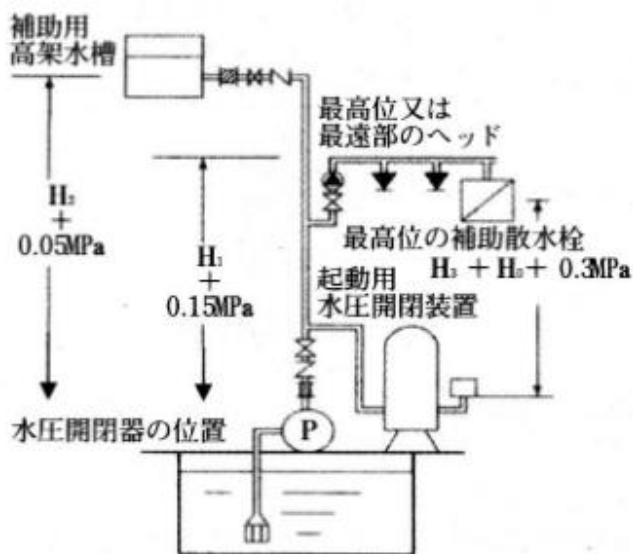 補助用
高架水槽
最高位又は
最遠部のヘッド
H₂
+
0.05MPa
H₁
+
0.15MPa
最高位の補助散水栓
H₃ + H₀ + 0.3MPa
起動用
水圧開閉装置
水圧開閉器の位置
P